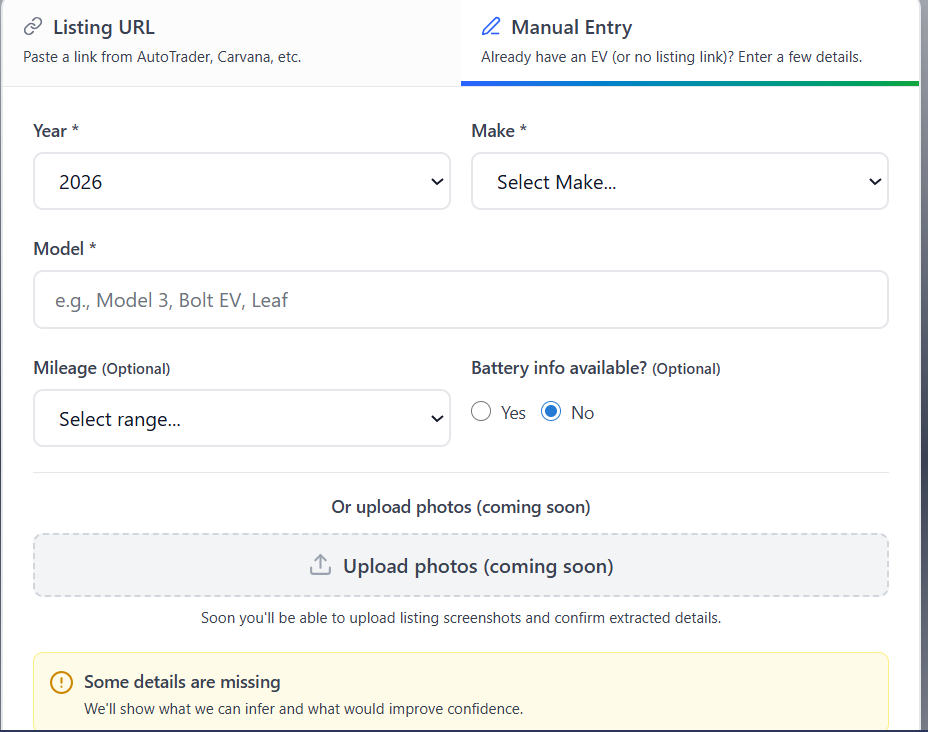 Listing URL
Paste a link from AutoTrader, Carvana, etc.
Manual Entry
Already have an EV (or no listing link)? Enter a few details.
Year *
Make *
2026
Select Make...
Model *
e.g., Model 3, Bolt EV, Leaf
Mileage (Optional)
Battery info available? (Optional)
Select range...
Yes
No
Or upload photos (coming soon)
Upload photos (coming soon)
Soon you'll be able to upload listing screenshots and confirm extracted details.
Some details are missing
We'll show what we can infer and what would improve confidence.